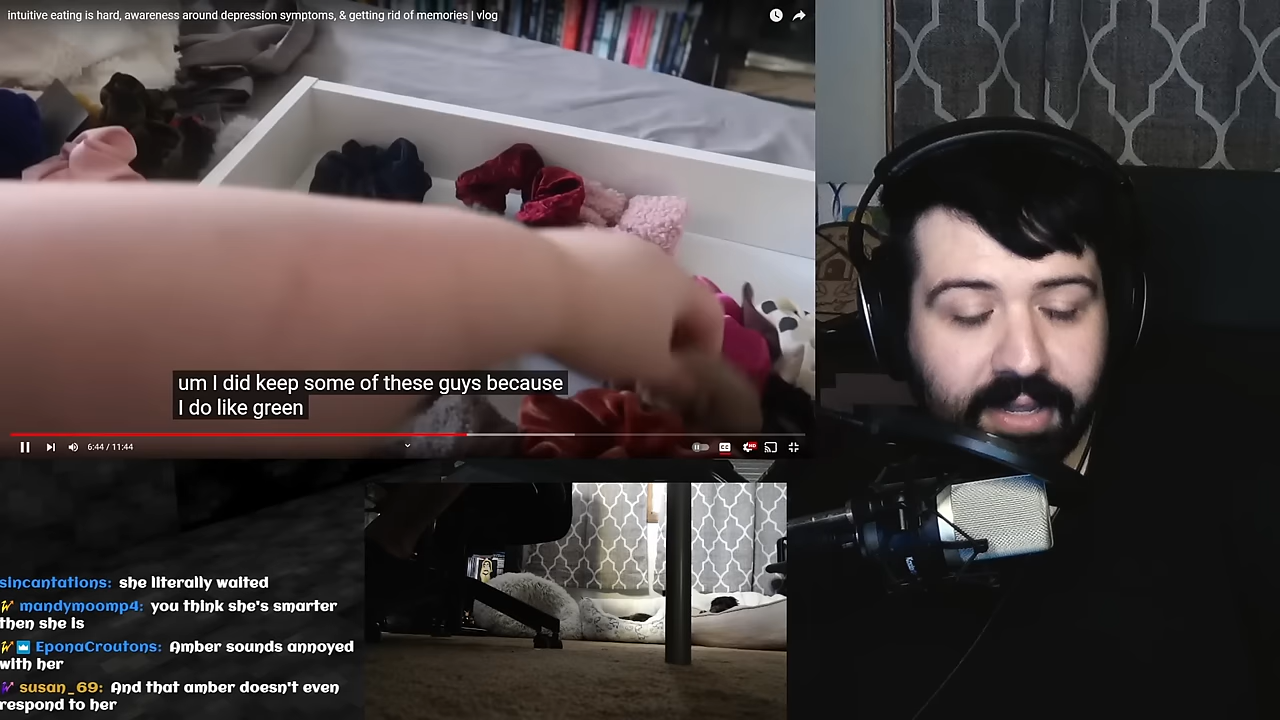 intuitive eating is hard, awareness around depression symptoms, & getting rid of memories | vlog
um I did keep some of these guys because
I do like green
6:44 / 11:44
CC
HD
sincantations: she literally waited
mandymoomp4: you think she's smarter
then she is
EponaCroutons: Amber sounds annoyed
with her
susan_69: And that amber doesn't even
respond to her